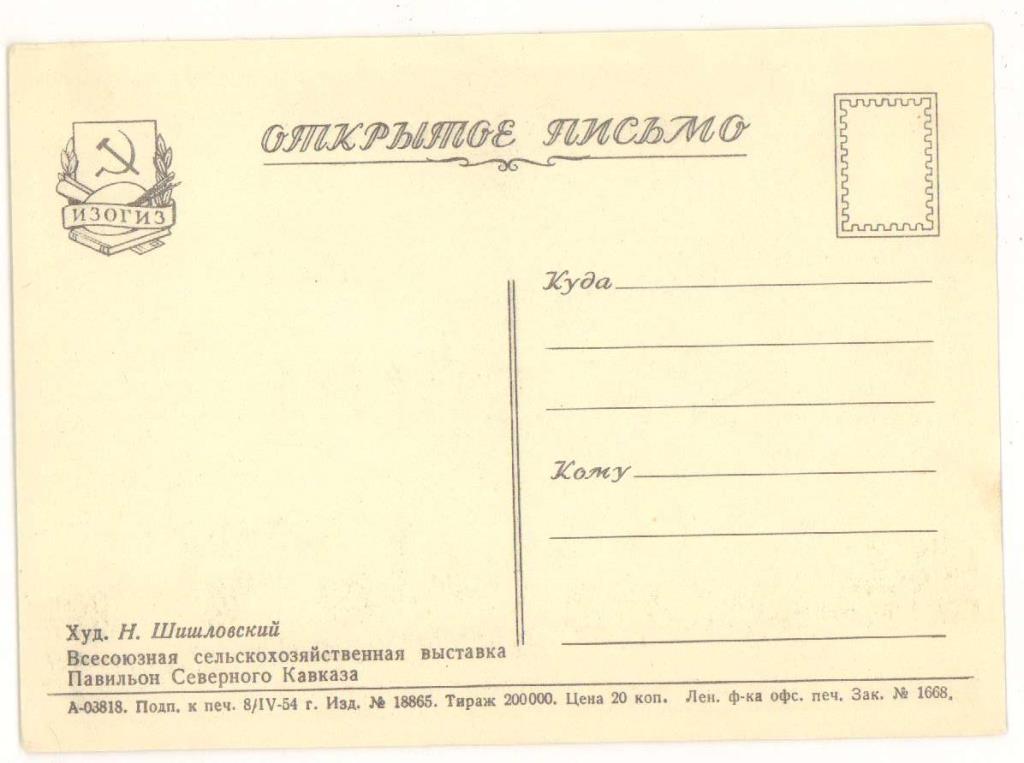 ОТКРЫТОЕ ПИСЬМО
ИЗОГИЗ
Куда
Кому
Худ. Н. Шишловский
Всесоюзная сельскохозяйственная выставка
Павильон Северного Кавказа
А-03818. Подп. к печ. 8/IV-54 г. Изд. № 18865. Тираж 200000. Цена 20 коп. Лен. ф-ка офс. печ. Зак. № 1668.